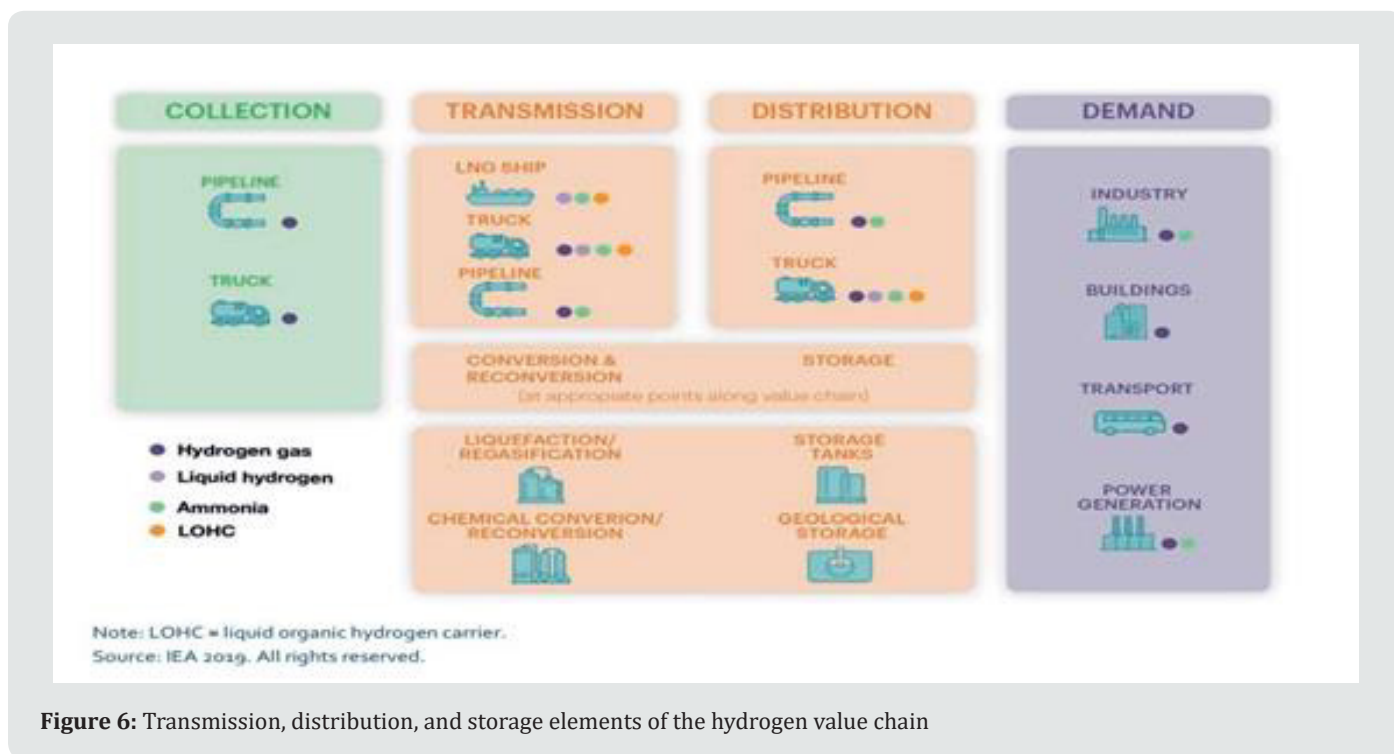 COLLECTION
PIPELINE
TRUCK
TRANSMISSION
LNO SHIP
TRUCK
PIPELINE
DISTRIBUTION
PIPELINE
TRUCK
CONVERSION &
RECONVERSION
STORAGE
(at appropiate points along value chain)
LIQUEFACTION/
REGASIFICATION
CHEMICAL CONVERION/
RECONVERSION
STORAGE
TANKS
GEOLOGICAL
STORAGE
DEMAND
INDUSTRY
BUILDINGS
TRANSPORT
POWER
GENERATION
Hydrogen gas
Liquid hydrogen
Ammonia
LOHC
Note: LOHC = liquid organic hydrogen carrier.
Source: IEA 2019. All rights reserved.
Figure 6: Transmission, distribution, and storage elements of the hydrogen value chain